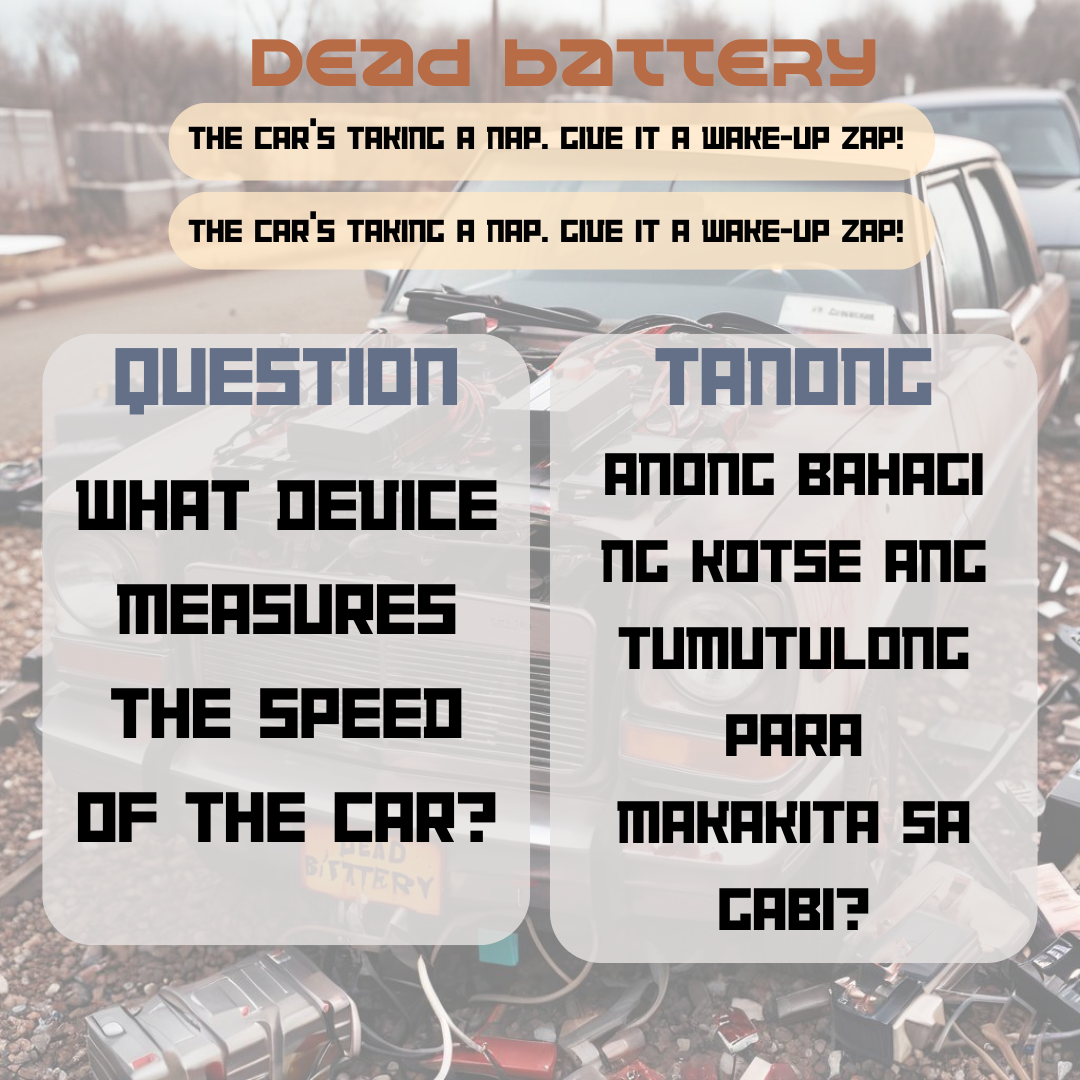 Dead battery
THE CAR'S TAKING A NAP. GIVE IT A WAKE-UP ZAP!
THE CAR'S TAKING A NAP. GIVE IT A WAKE-UP ZAP!
QUESTION
WHAT DEVICE
MEASURES
THE SPEED
OF THE CAR?
TANONG
ANONG BAHAGI
NG KOTSE ANG
TUMUTULONG
PARA
MAKAKITA SA
GABI?
DEAD